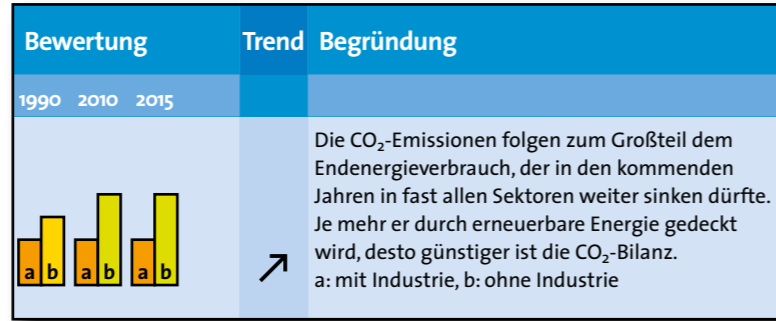 Bewertung Trend Begründung
1990 2010 2015
Die CO₂-Emissionen folgen zum Großteil dem
Endenergieverbrauch, der in den kommenden
Jahren in fast allen Sektoren weiter sinken dürfte.
Je mehr er durch erneuerbare Energie gedeckt
wird, desto günstiger ist die CO₂-Bilanz.
a: mit Industrie, b: ohne Industrie
a b a b a b